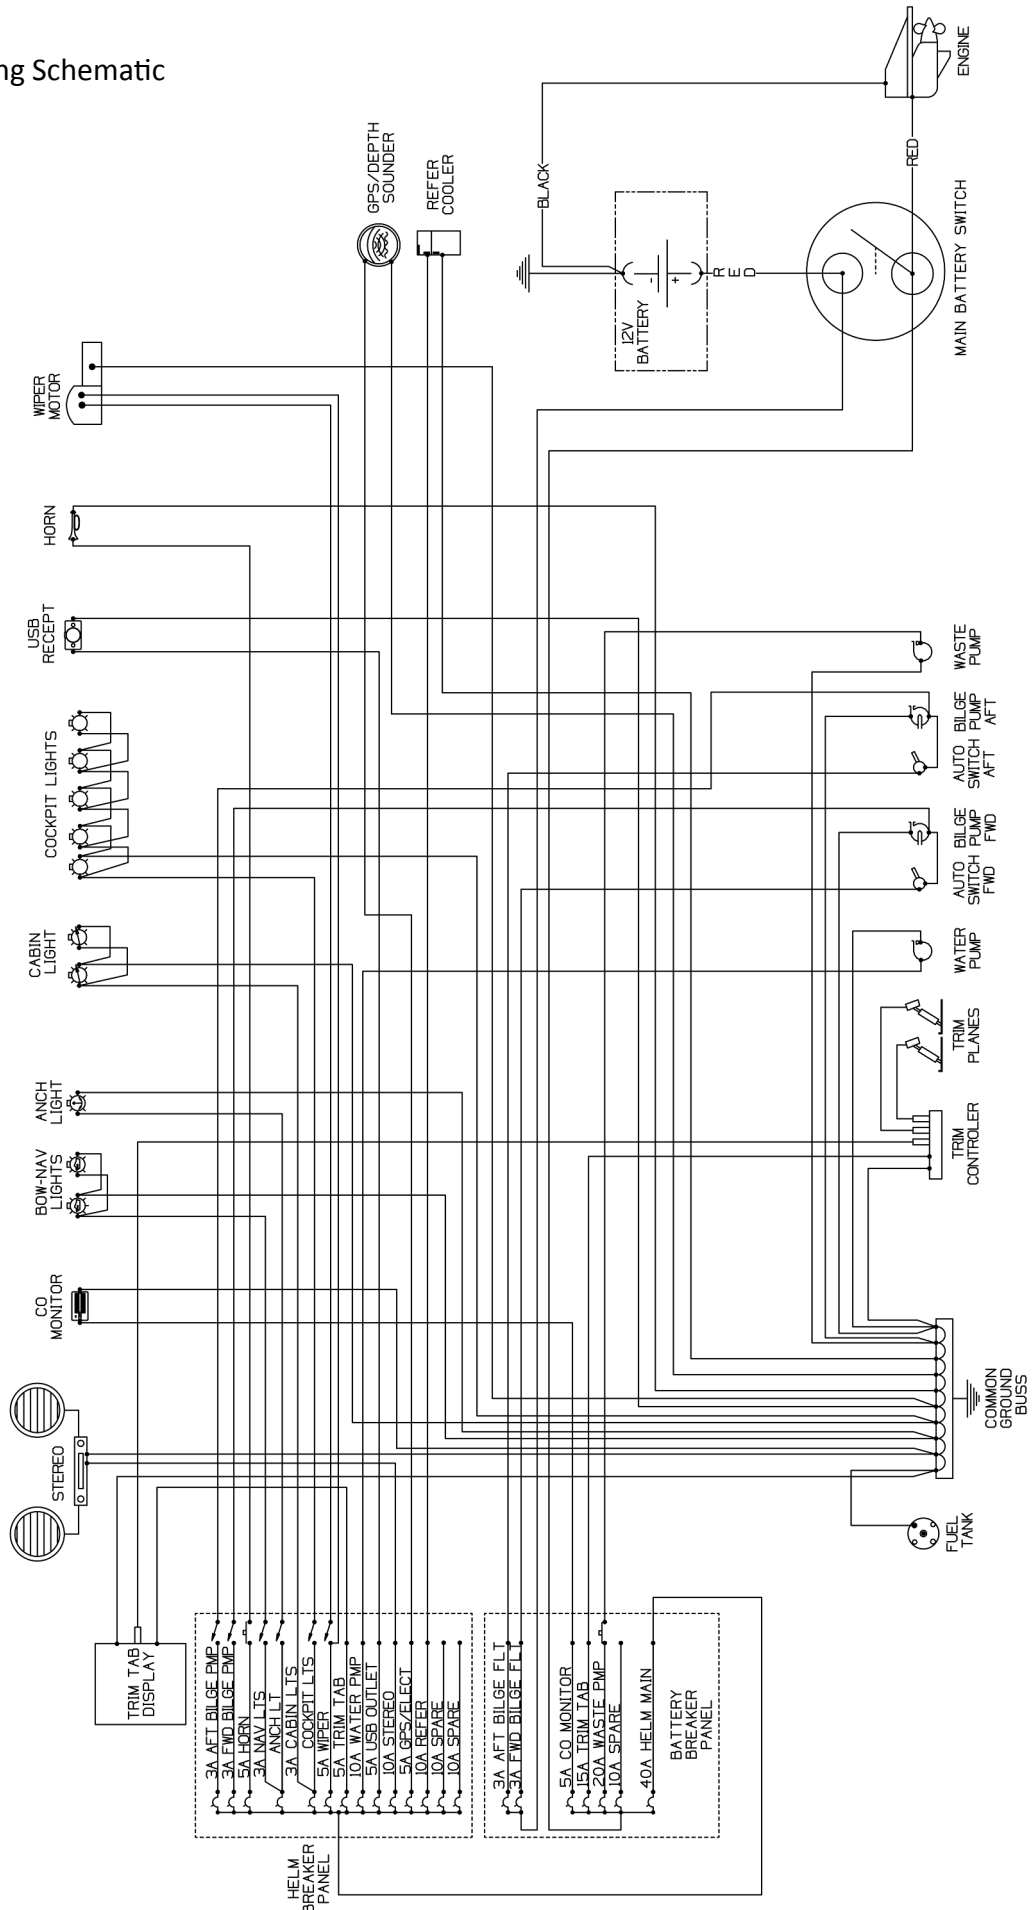 ng Schematic
ENGINE
RED
BLACK
MAIN BATTERY SWITCH
GPS/DEPTH
SOUNDER
REFER
COOLER
12V
BATTERY
-
+
RED
WIPER
MOTOR
HORN
USB
RECEPT
COCKPIT LIGHTS
CABIN
LIGHT
ANCH
LIGHT
BOW-NAV
LIGHTS
CO
MONITOR
STEREO
WASTE
PUMP
BILGE
PUMP
AFT
AUTO
SWITCH
AFT
BILGE
PUMP
FWD
AUTO
SWITCH
FWD
WATER
PUMP
TRIM
PLANES
TRIM
CONTROLER
COMMON
GROUND
BUSS
FUEL
TANK
TRIM TAB
DISPLAY
3A AFT BILGE PMP
3A FWD BILGE PMP
5A HORN
3A NAV LTS
ANCH LT
3A CABIN LTS
COCKPIT LTS
5A WIPER
5A TRIM TAB
10A WATER PMP
5A USB OUTLET
10A STEREO
5A GPS/ELECT
10A REFER
10A SPARE
10A SPARE
HELM
BREAKER
PANEL
3A AFT BILGE FLT
3A FWD BILGE FLT
5A CO MONITOR
15A TRIM TAB
20A WASTE PMP
10A SPARE
40A HELM MAIN
BATTERY
BREAKER
PANEL